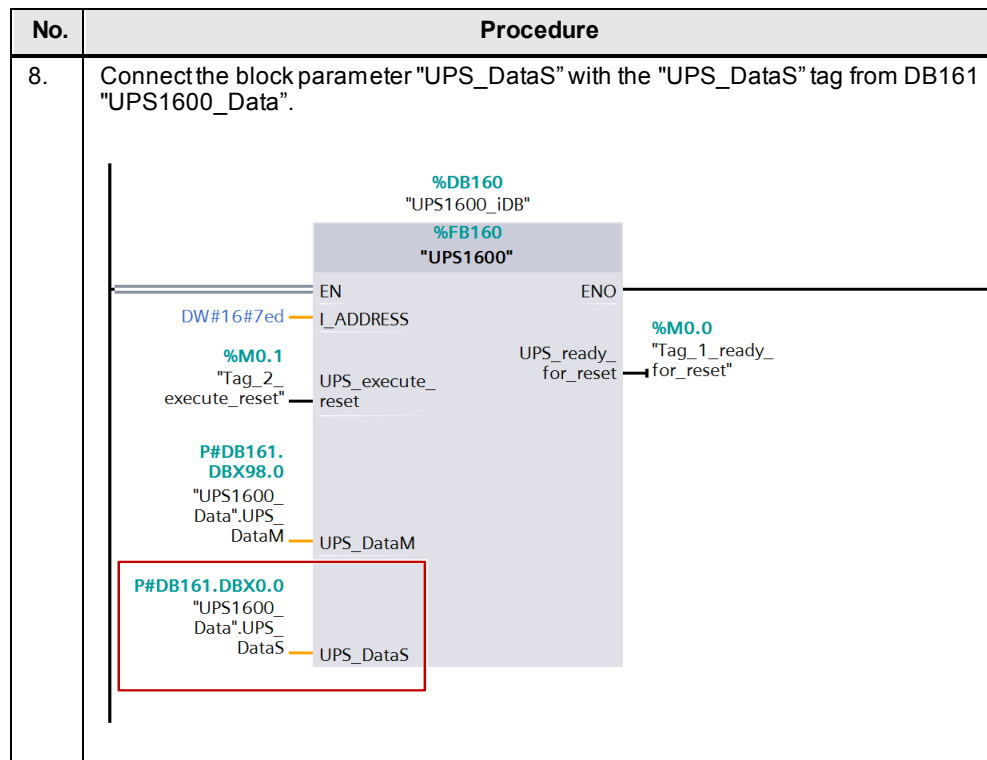 No. Procedure
8. Connect the block parameter "UPS_DataS" with the "UPS_DataS" tag from DB161
"UPS1600_Data".
%DB160
"UPS1600_iDB"
%FB160
"UPS1600"
EN ENO
DW#16#7ed I_ADDRESS
%M0.1
"Tag_2_
execute_reset"
UPS_execute_
reset
UPS_ready_
for_reset
%M0.0
"Tag_1_ready_
for_reset"
P#DB161.
DBX98.0
"UPS1600_
Data".UPS_
DataM UPS_DataM
P#DB161.DBX0.0
"UPS1600_
Data".UPS_
DataS UPS_DataS